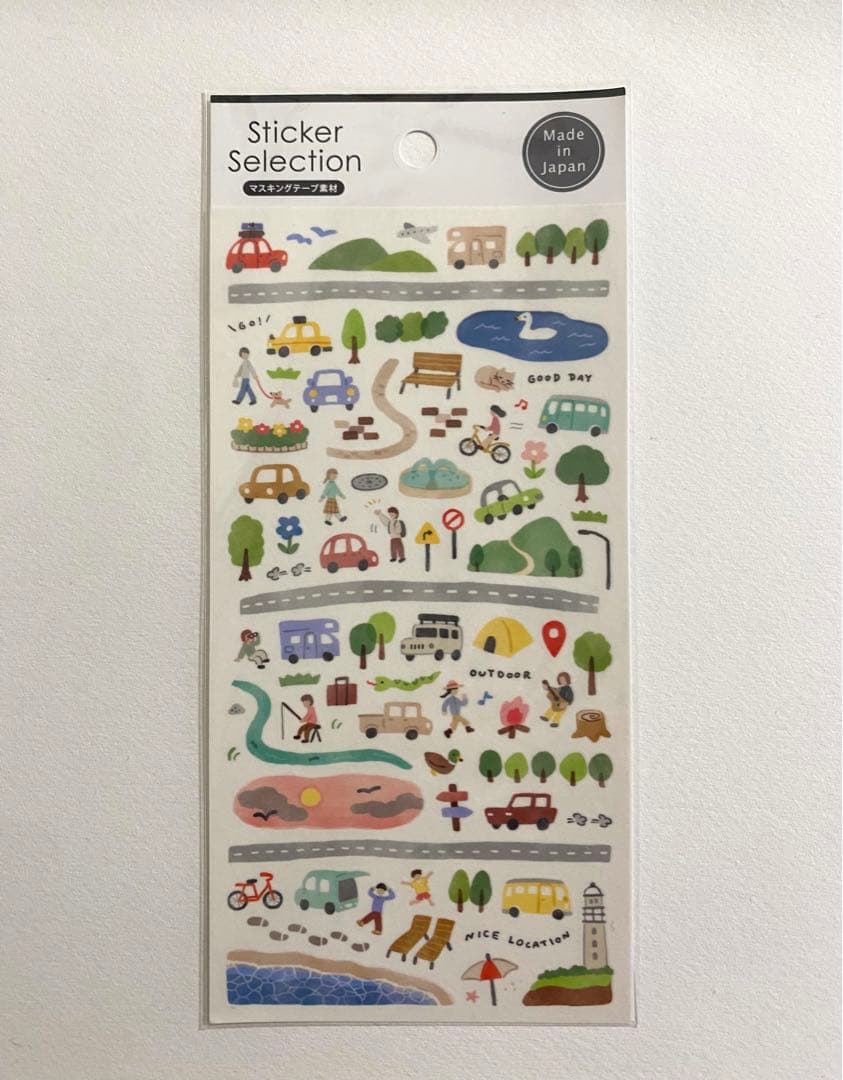 Sticker
Selection
マスキングテープ素材
Made
in
Japan
GO!
GOOD DAY
OUTDOOR
NICE LOCATION